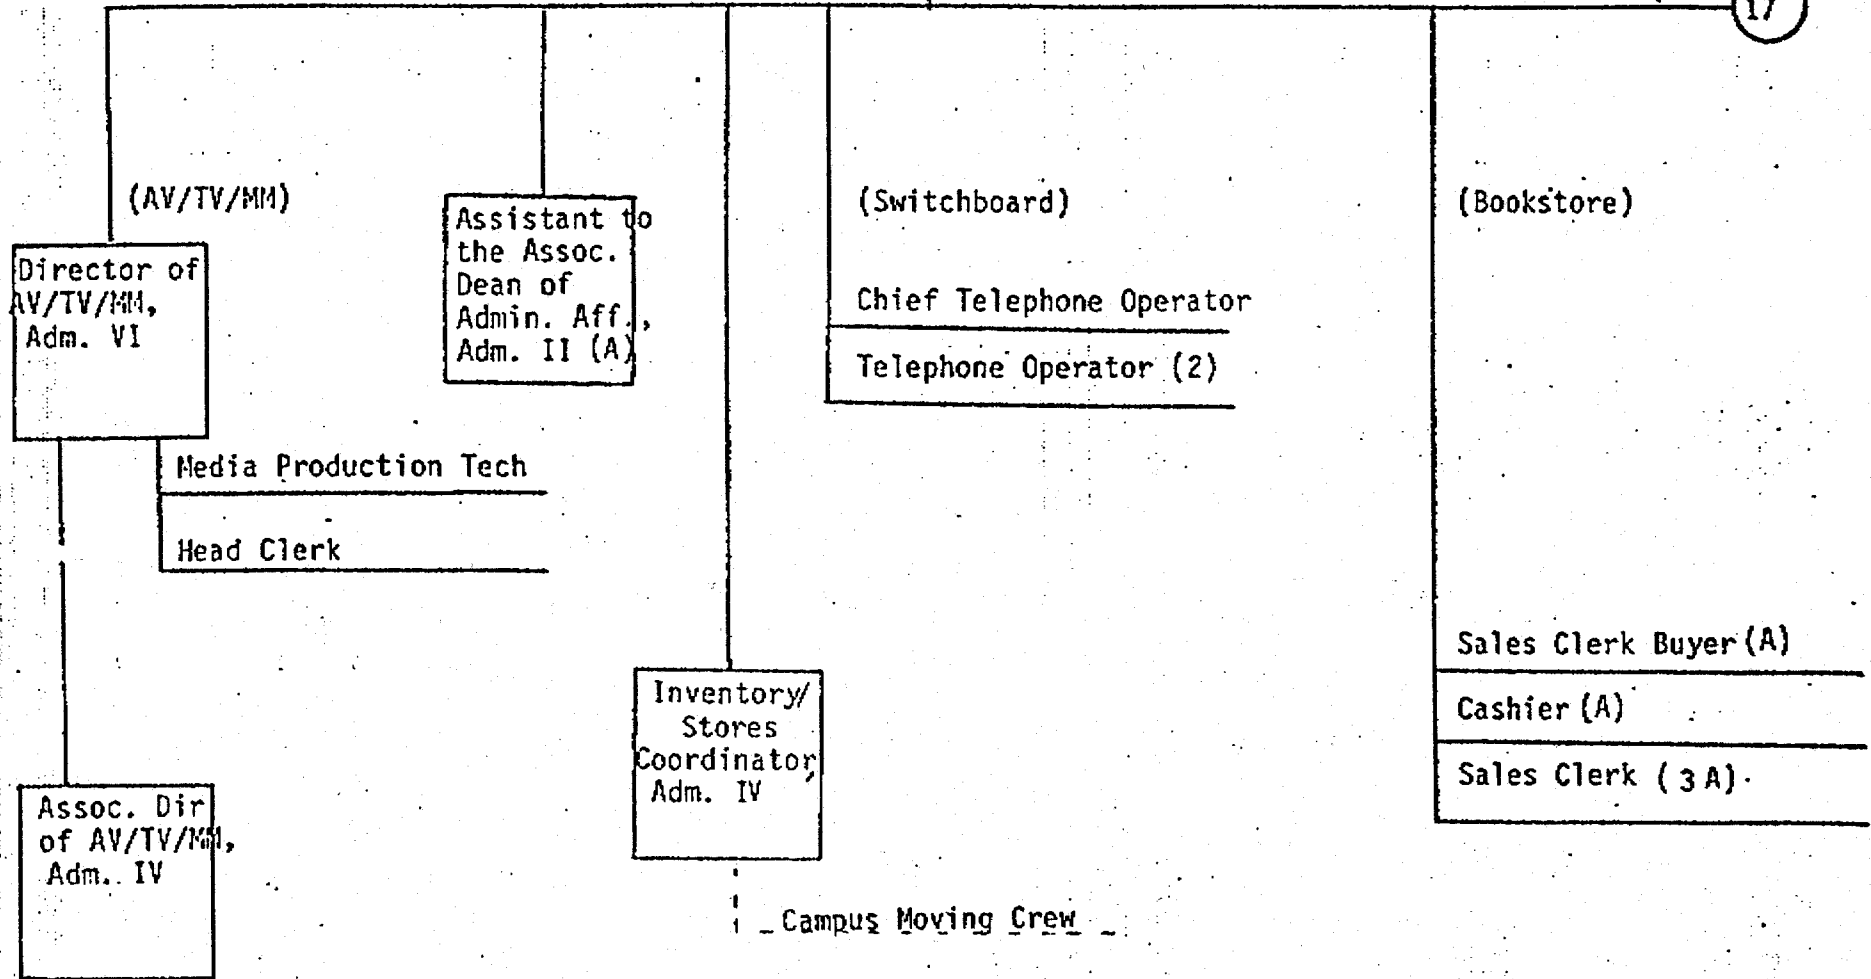 17
(AV/TV/MM)
Director of
AV/TV/MM,
Adm. VI
Media Production Tech
Head Clerk
Assoc. Dir
of AV/TV/MM,
Adm. IV
Assistant to
the Assoc.
Dean of
Admin. Aff.,
Adm. II (A)
Inventory/
Stores
Coordinator,
Adm. IV
Campus Moving Crew
(Switchboard)
Chief Telephone Operator
Telephone Operator (2)
(Bookstore)
Sales Clerk Buyer (A)
Cashier (A)
Sales Clerk (3 A)